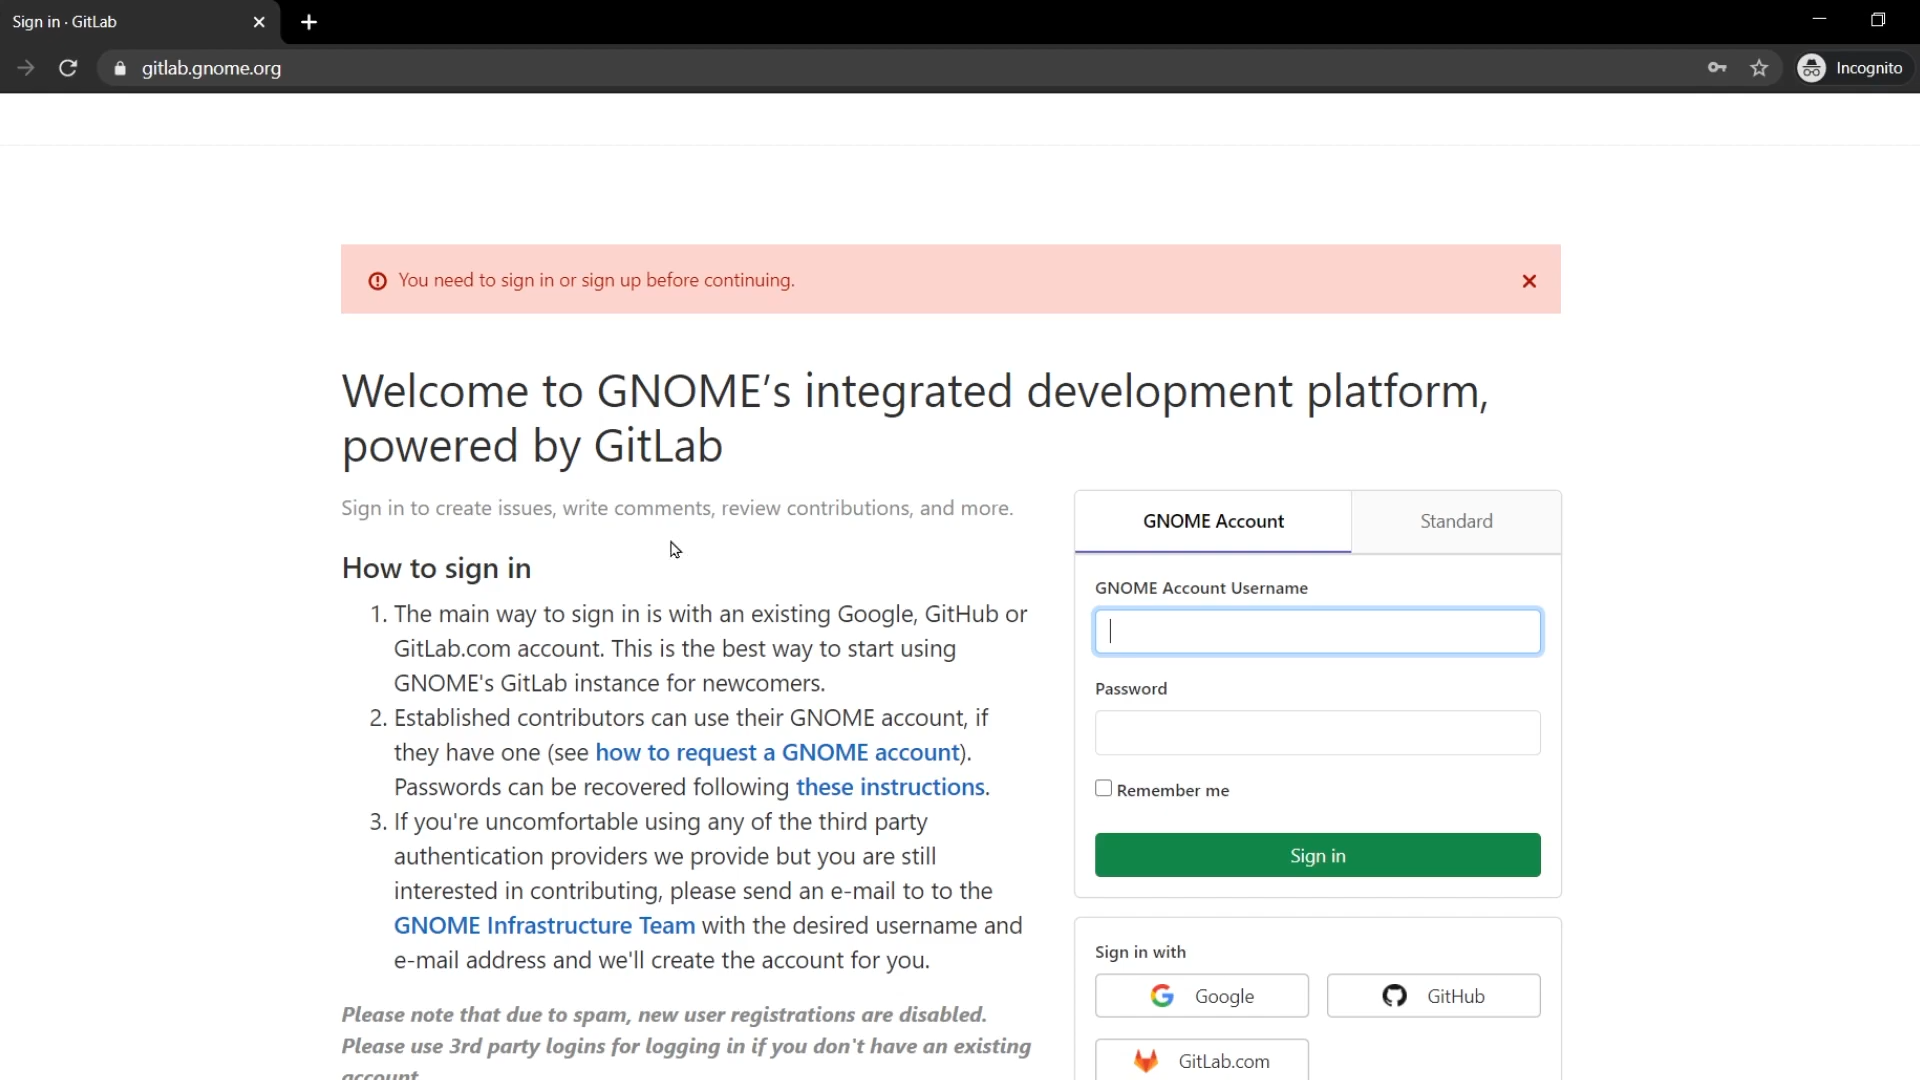 Sign in · GitLab
gitlab.gnome.org
Incognito
You need to sign in or sign up before continuing.
Welcome to GNOME's integrated development platform,
powered by GitLab
Sign in to create issues, write comments, review contributions, and more.
How to sign in
1. The main way to sign in is with an existing Google, GitHub or
GitLab.com account. This is the best way to start using
GNOME's GitLab instance for newcomers.
2. Established contributors can use their GNOME account, if
they have one (see how to request a GNOME account).
Passwords can be recovered following these instructions.
3. If you're uncomfortable using any of the third party
authentication providers we provide but you are still
interested in contributing, please send an e-mail to to the
GNOME Infrastructure Team with the desired username and
e-mail address and we'll create the account for you.
Please note that due to spam, new user registrations are disabled.
Please use 3rd party logins for logging in if you don't have an existing
account
GNOME Account
Standard
GNOME Account Username
Password
Remember me
Sign in
Sign in with
Google
GitHub
GitLab.com